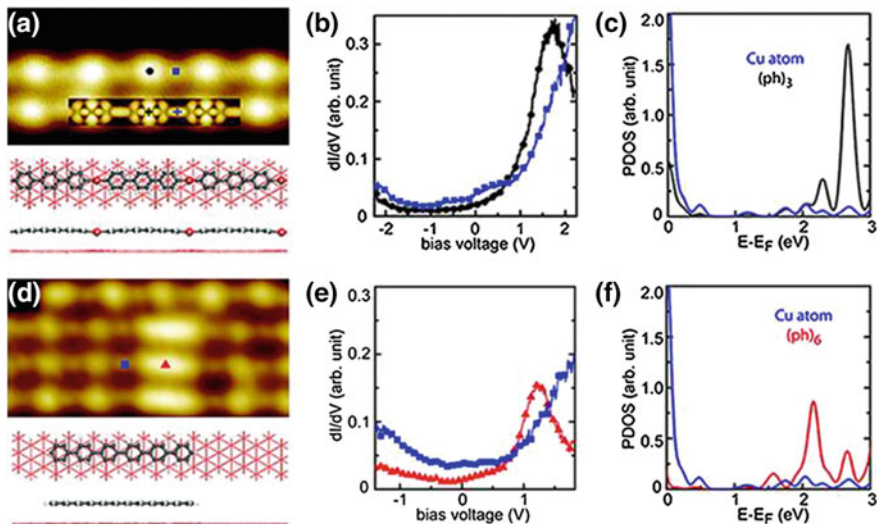 (a)
(b)
dI/dV (arb. unit)
0.3
0.2
0.1
0
-2 -1 0 1 2
bias voltage (V)
(c)
PDOS (arb. unit)
2.0
1.5
1.0
0.5
0
0 1 2 3
E-EF (eV)
Cu atom
(ph)3
(d)
(e)
dI/dV (arb. unit)
0.3
0.2
0.1
0
-1 0 1
bias voltage (V)
(f)
PDOS (arb. unit)
2.0
1.5
1.0
0.5
0
0 1 2 3
E-EF (eV)
Cu atom
(ph)6